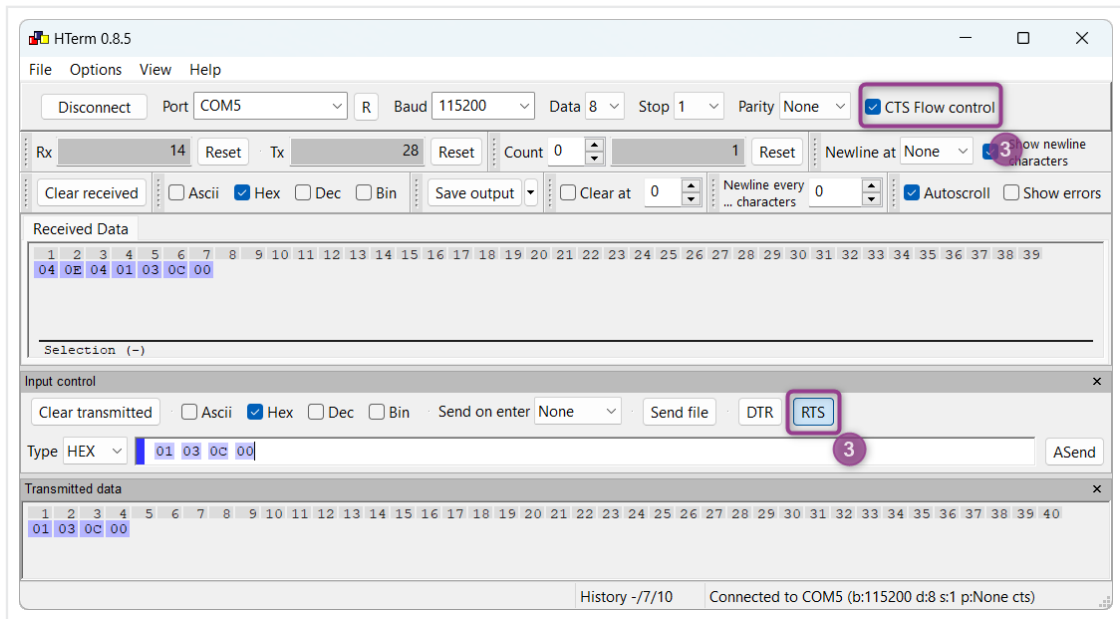 HTerm 0.8.5
File Options View Help
Disconnect Port COM5 R Baud 115200 Data 8 Stop 1 Parity None CTS Flow control
Rx 14 Reset Tx 28 Reset Count 0 1 Reset Newline at None 3 Show newline characters
Clear received Ascii Hex Dec Bin Save output Clear at 0 Newline every ... characters 0 Autoscroll Show errors
Received Data
1 2 3 4 5 6 7 8 9 10 11 12 13 14 15 16 17 18 19 20 21 22 23 24 25 26 27 28 29 30 31 32 33 34 35 36 37 38 39
04 0E 04 01 03 0C 00
Selection (-)
Input control
Clear transmitted Ascii Hex Dec Bin Send on enter None Send file DTR RTS
Type HEX 01 03 0C 00 3 ASend
Transmitted data
1 2 3 4 5 6 7 8 9 10 11 12 13 14 15 16 17 18 19 20 21 22 23 24 25 26 27 28 29 30 31 32 33 34 35 36 37 38 39 40
01 03 0C 00
History -/7/10 Connected to COM5 (b:115200 d:8 s:1 p:None cts)